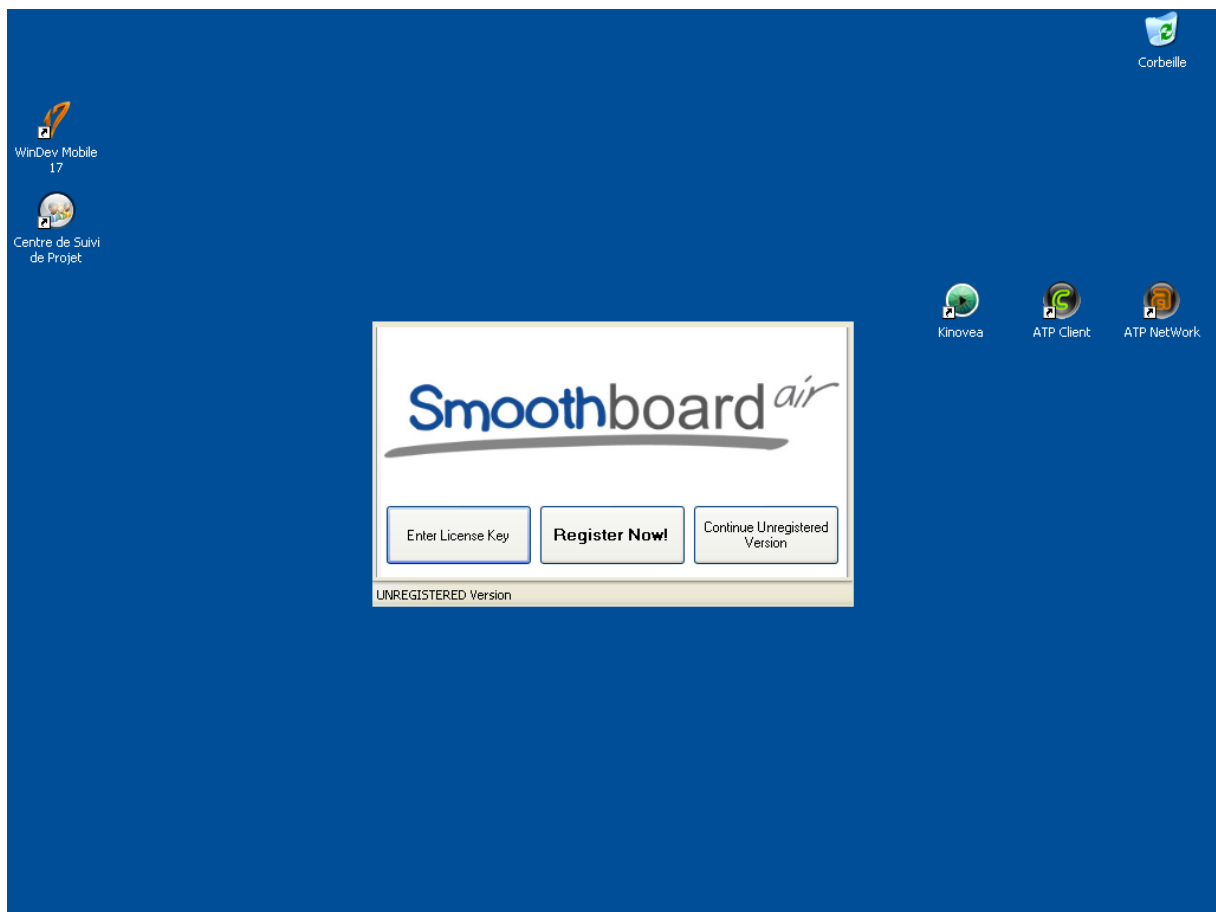 Corbeille
WinDev Mobile
17
Centre de Suivi
de Projet
Kinovea
ATP Client
ATP NetWork
Smoothboard air
Enter License Key
Register Now!
Continue Unregistered
Version
UNREGISTERED Version